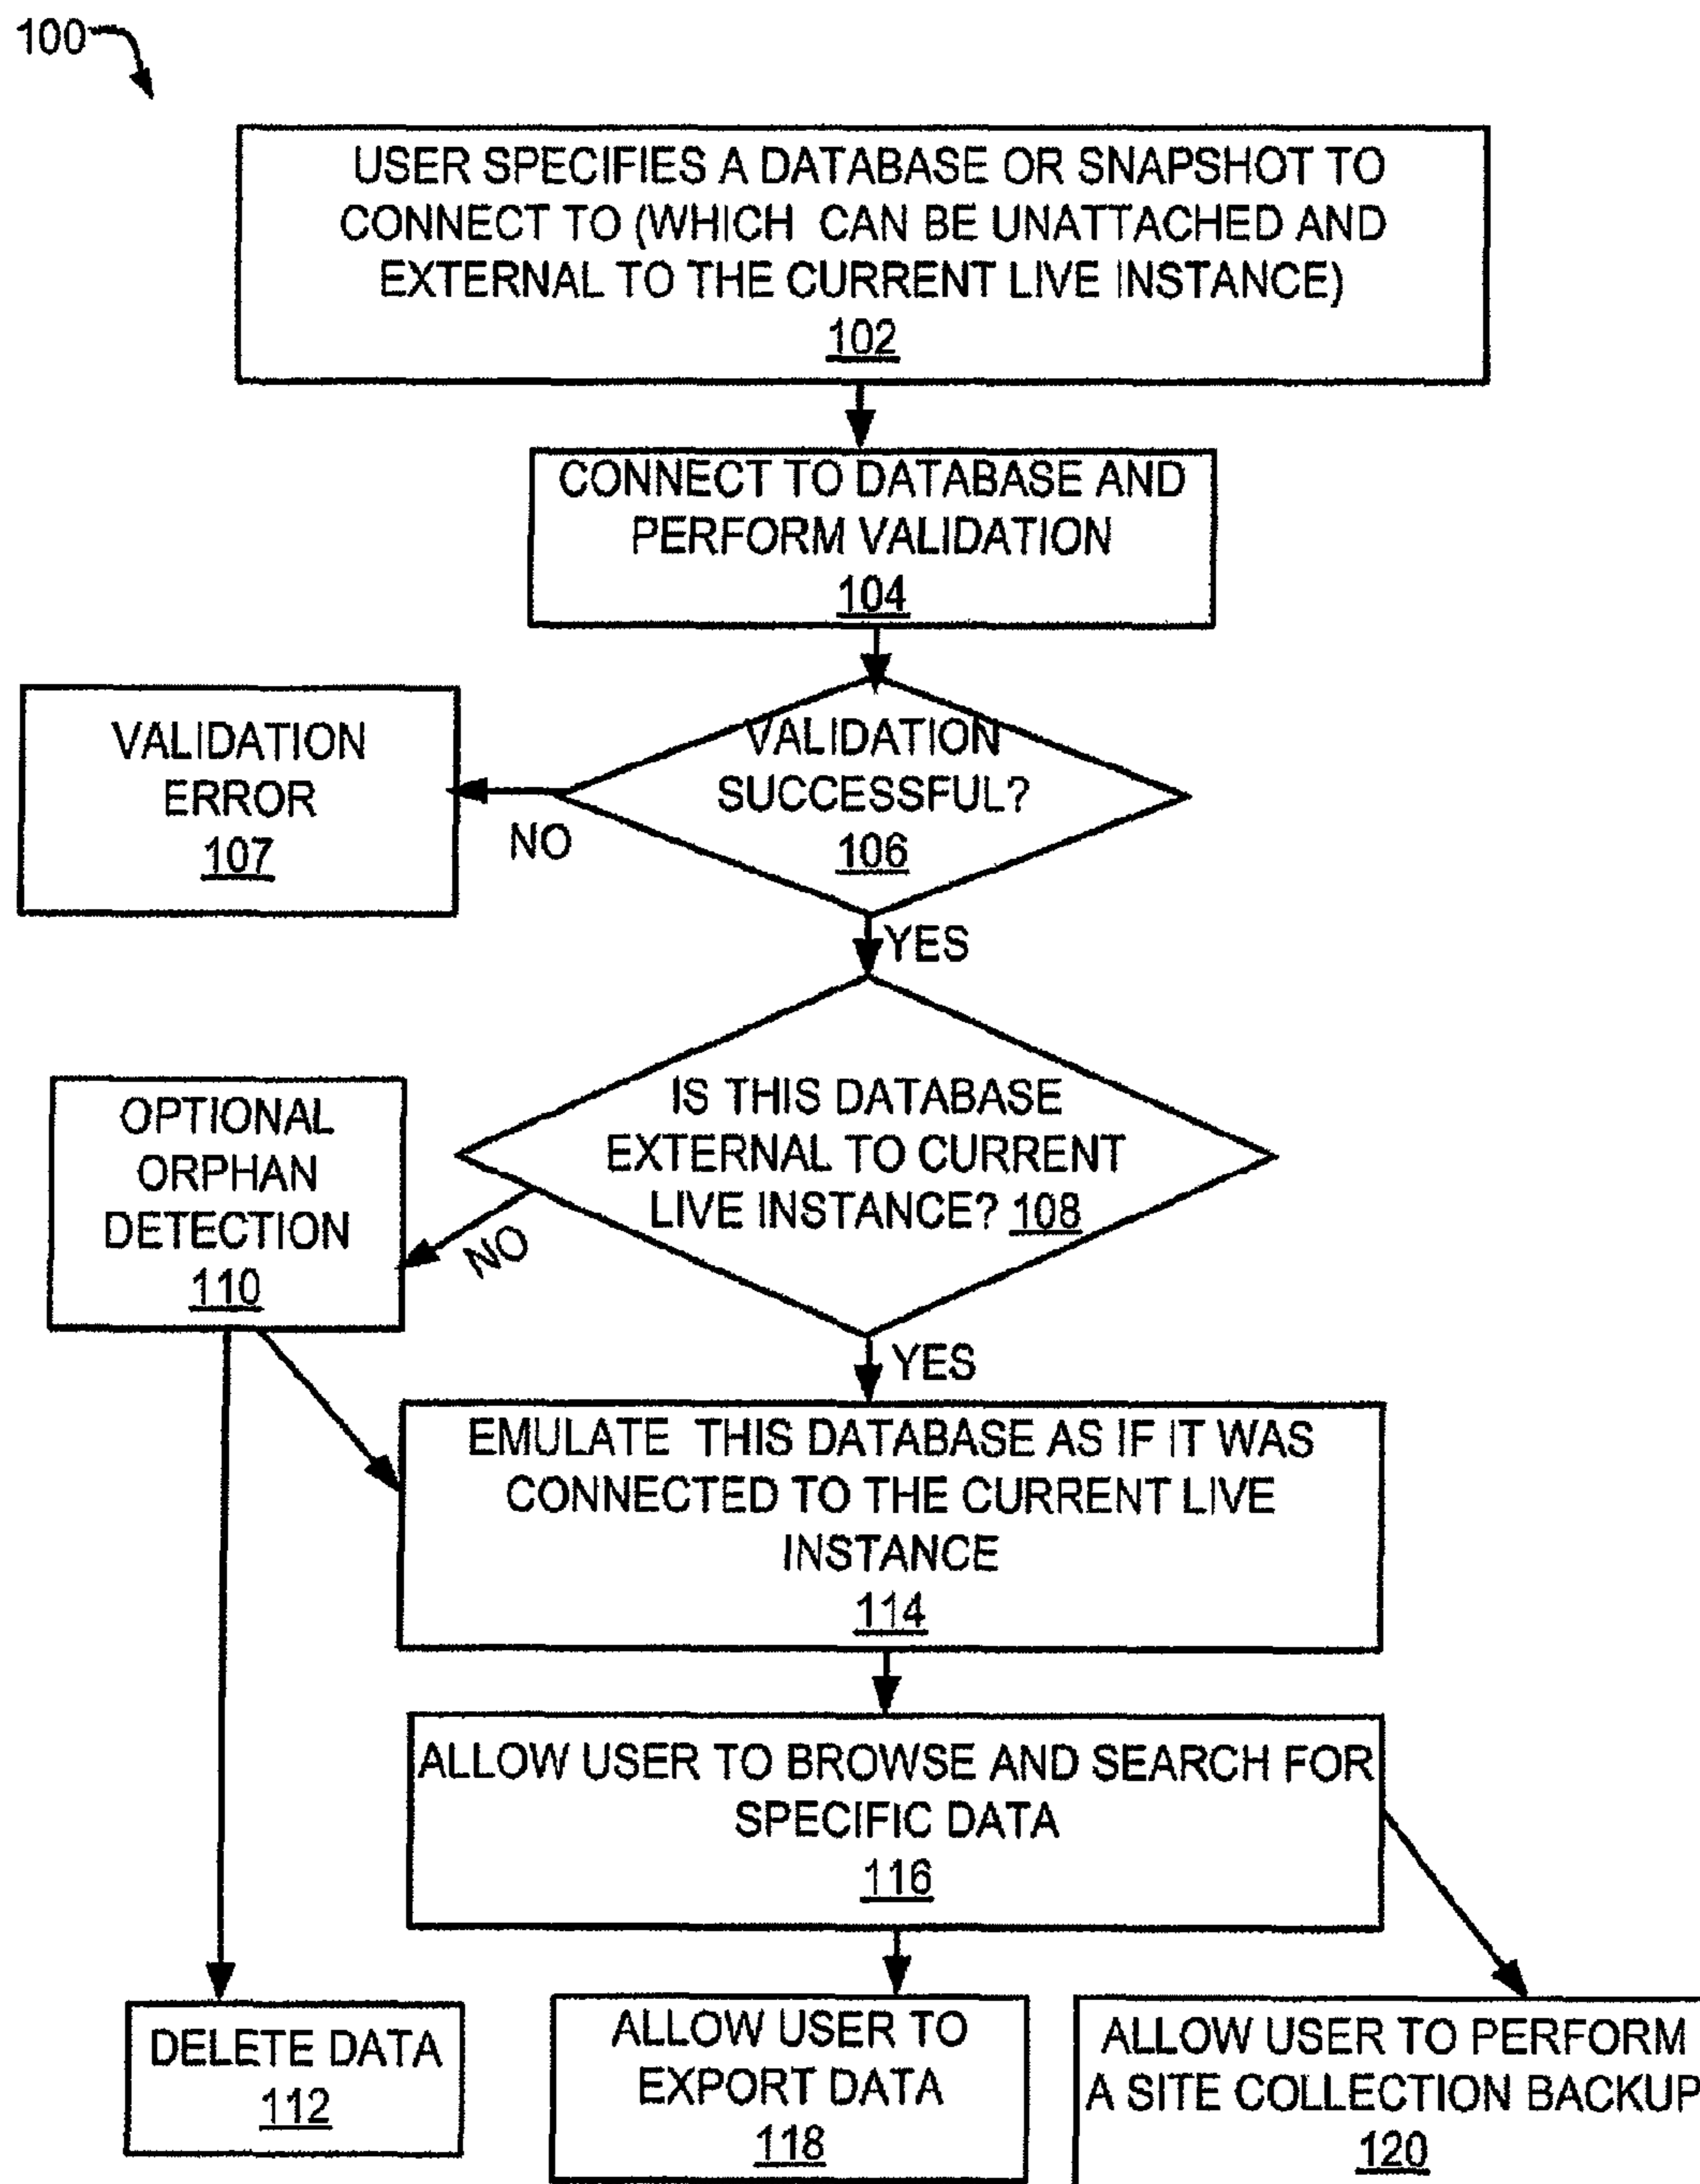 100
USER SPECIFIES A DATABASE OR SNAPSHOT TO
CONNECT TO (WHICH CAN BE UNATTACHED AND
EXTERNAL TO THE CURRENT LIVE INSTANCE)
102
CONNECT TO DATABASE AND
PERFORM VALIDATION
104
VALIDATION
SUCCESSFUL?
106
VALIDATION
ERROR
107
NO
YES
IS THIS DATABASE
EXTERNAL TO CURRENT
LIVE INSTANCE? 108
OPTIONAL
ORPHAN
DETECTION
110
NO
YES
EMULATE THIS DATABASE AS IF IT WAS
CONNECTED TO THE CURRENT LIVE
INSTANCE
114
ALLOW USER TO BROWSE AND SEARCH FOR
SPECIFIC DATA
116
DELETE DATA
112
ALLOW USER TO
EXPORT DATA
118
ALLOW USER TO PERFORM
A SITE COLLECTION BACKUP
120